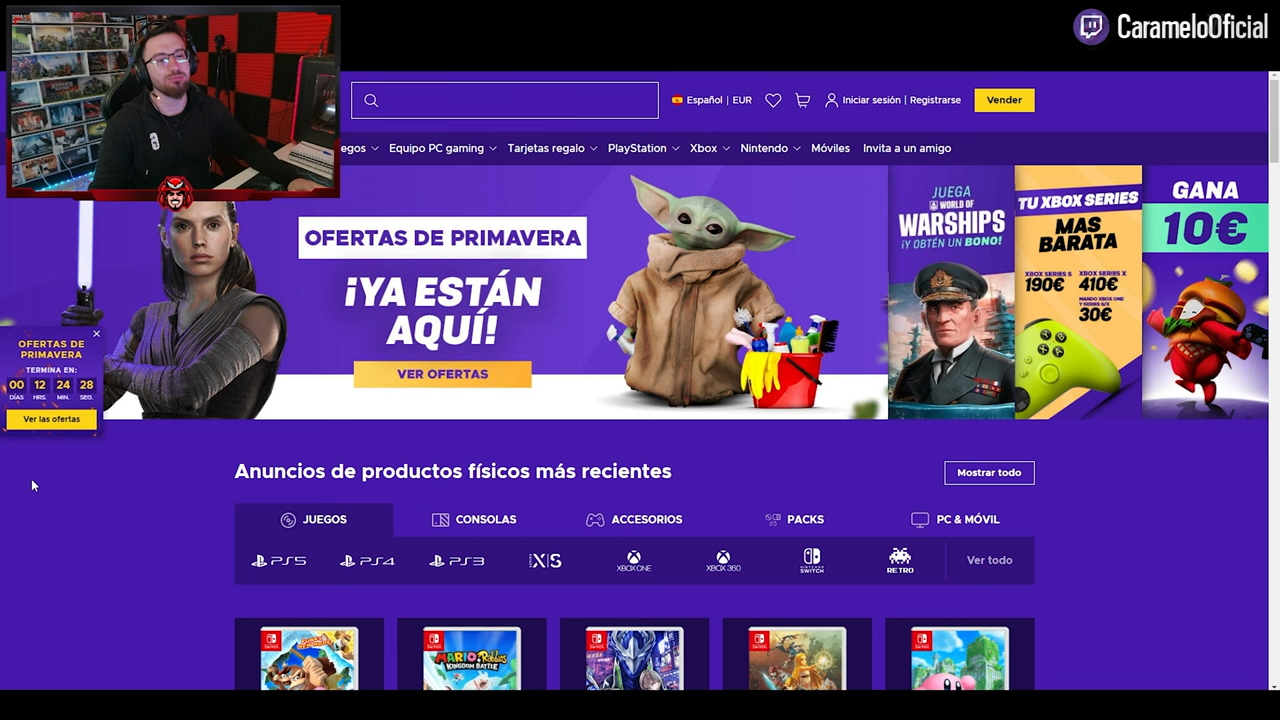 CarameloOficial
Español | EUR
Iniciar sesión | Registrarse
Vender
egos
Equipo PC gaming
Tarjetas regalo
PlayStation
Xbox
Nintendo
Móviles
Invita a un amigo
OFERTAS DE PRIMAVERA
¡YA ESTÁN
AQUÍ!
VER OFERTAS
JUEGA
WORLD OF
WARSHIPS
¡Y OBTÉN UN BONO!
TU XBOX SERIES
MAS
BARATA
XBOX SERIES S
190€
XBOX SERIES X
410€
MANDO XBOX ONE
Y SERIES S/X
30€
GANA
10€
OFERTAS DE
PRIMAVERA
TERMINA EN:
00 12 24 28
DÍAS HRS. MIN. SEG.
Ver las ofertas
Anuncios de productos físicos más recientes
Mostrar todo
JUEGOS
CONSOLAS
ACCESORIOS
PACKS
PC & MÓVIL
PS5
PS4
PS3
X|S
XBOX ONE
XBOX 360
NINTENDO
SWITCH
RETRO
Ver todo
MARIO RABBIDS
KINGDOM BATTLE